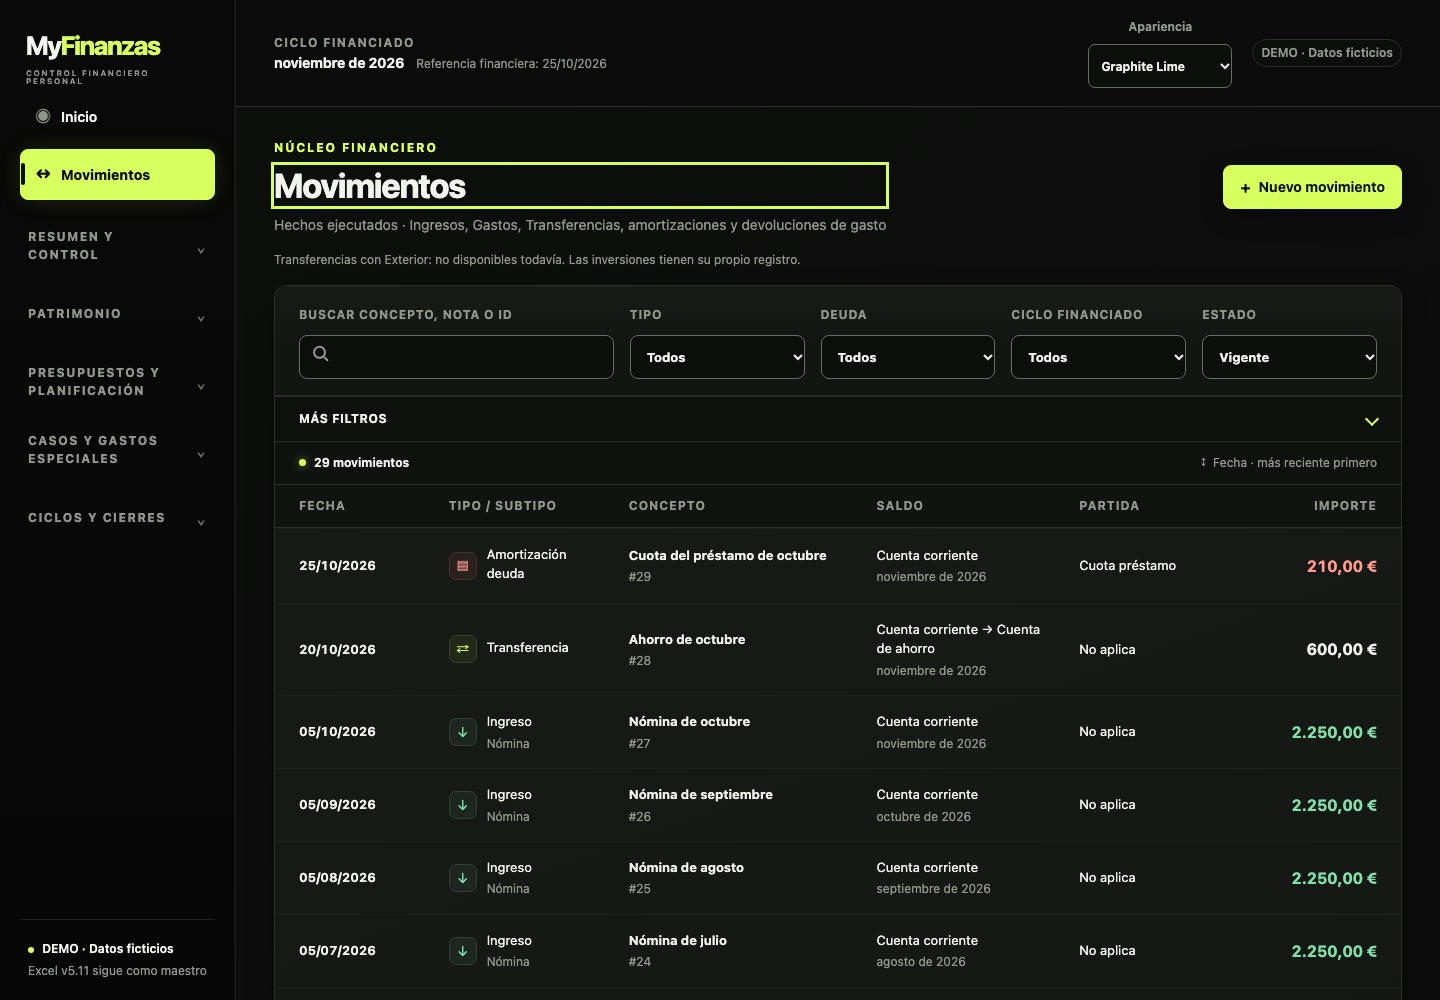 MyFinanzas
CONTROL FINANCIERO
PERSONAL
Inicio
Movimientos
RESUMEN Y
CONTROL
PATRIMONIO
PRESUPUESTOS Y
PLANIFICACIÓN
CASOS Y GASTOS
ESPECIALES
CICLOS Y CIERRES
DEMO · Datos ficticios
Excel v5.11 sigue como maestro
CICLO FINANCIADO
noviembre de 2026 Referencia financiera: 25/10/2026
Apariencia
Graphite Lime
DEMO · Datos ficticios
NÚCLEO FINANCIERO
Movimientos
Hechos ejecutados · Ingresos, Gastos, Transferencias, amortizaciones y devoluciones de gasto
+ Nuevo movimiento
Transferencias con Exterior: no disponibles todavía. Las inversiones tienen su propio registro.
BUSCAR CONCEPTO, NOTA O ID TIPO DEUDA CICLO FINANCIADO ESTADO
Todos Todos Todos Vigente
MÁS FILTROS
29 movimientos ↕ Fecha · más reciente primero
FECHA TIPO / SUBTIPO CONCEPTO SALDO PARTIDA IMPORTE
25/10/2026 Amortización deuda Cuota del préstamo de octubre #29 Cuenta corriente noviembre de 2026 Cuota préstamo 210,00 €
20/10/2026 Transferencia Ahorro de octubre #28 Cuenta corriente → Cuenta de ahorro noviembre de 2026 No aplica 600,00 €
05/10/2026 Ingreso Nómina Nómina de octubre #27 Cuenta corriente noviembre de 2026 No aplica 2.250,00 €
05/09/2026 Ingreso Nómina Nómina de septiembre #26 Cuenta corriente octubre de 2026 No aplica 2.250,00 €
05/08/2026 Ingreso Nómina Nómina de agosto #25 Cuenta corriente septiembre de 2026 No aplica 2.250,00 €
05/07/2026 Ingreso Nómina Nómina de julio #24 Cuenta corriente agosto de 2026 No aplica 2.250,00 €